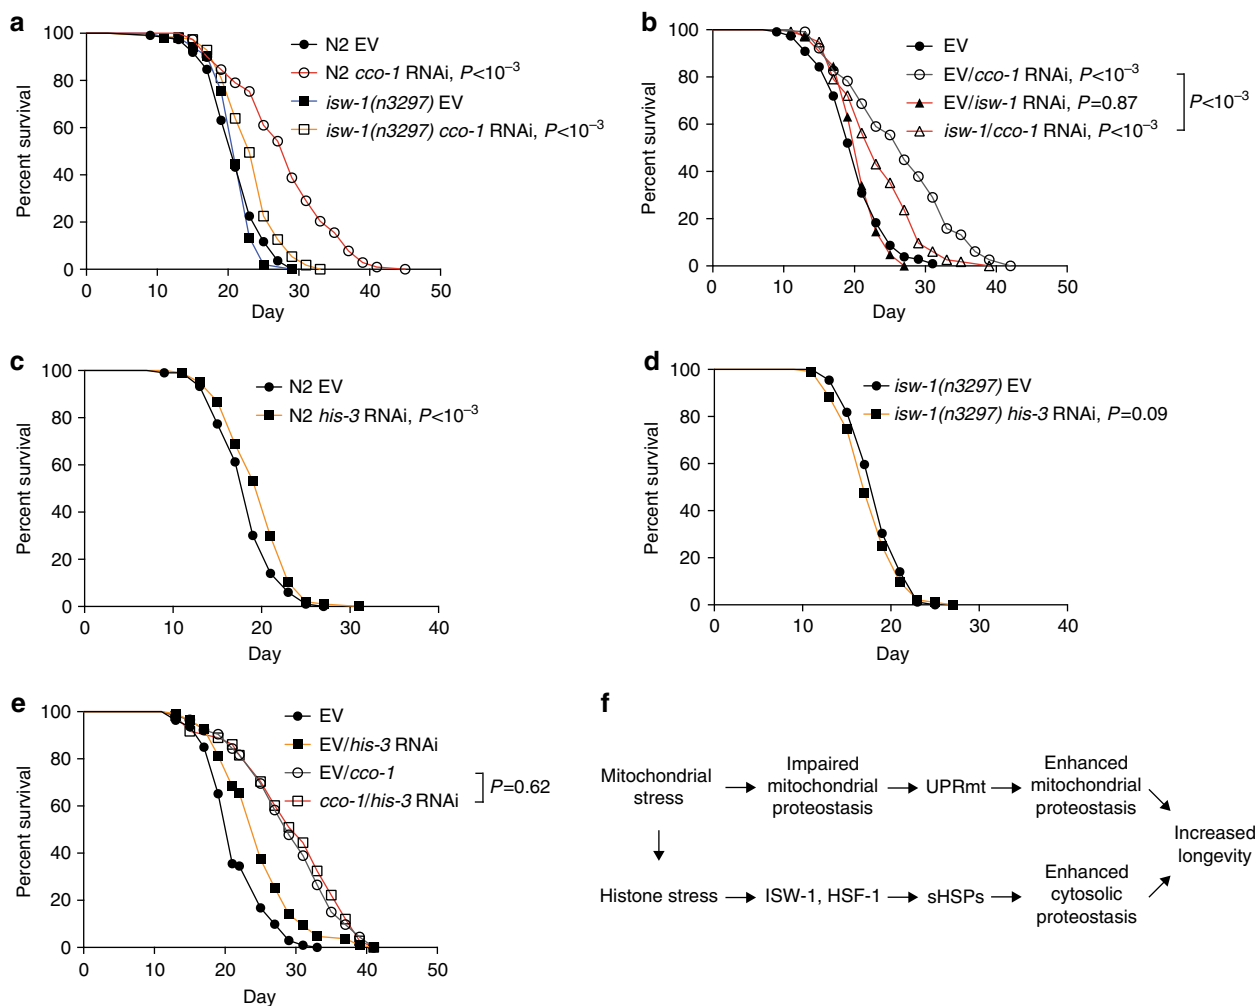 a
100
80
60
40
20
0
Percent survival
0 10 20 30 40 50
Day
N2 EV
N2 cco-1 RNAi, P<10⁻³
isw-1(n3297) EV
isw-1(n3297) cco-1 RNAi, P<10⁻³
b
100
80
60
40
20
0
Percent survival
0 10 20 30 40 50
Day
EV
EV/cco-1 RNAi, P<10⁻³
EV/isw-1 RNAi, P=0.87
isw-1/cco-1 RNAi, P<10⁻³
P<10⁻³
c
100
80
60
40
20
0
Percent survival
0 10 20 30 40
Day
N2 EV
N2 his-3 RNAi, P<10⁻³
d
100
80
60
40
20
0
Percent survival
0 10 20 30 40
Day
isw-1(n3297) EV
isw-1(n3297) his-3 RNAi, P=0.09
e
100
80
60
40
20
0
Percent survival
0 10 20 30 40 50
Day
EV
EV/his-3 RNAi
EV/cco-1
cco-1/his-3 RNAi
P=0.62
f
Mitochondrial
stress
Impaired
mitochondrial
proteostasis
UPRmt
Enhanced
mitochondrial
proteostasis
Increased
longevity
Histone stress
ISW-1, HSF-1
sHSPs
Enhanced
cytosolic
proteostasis